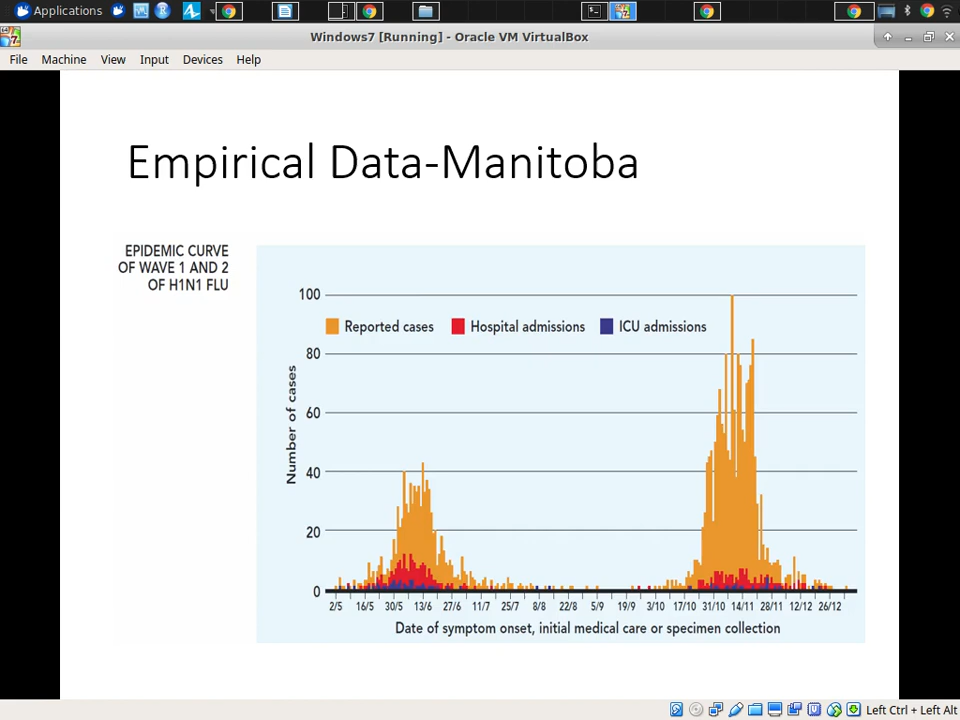 Applications
Windows7 [Running] - Oracle VM VirtualBox
File Machine View Input Devices Help
Empirical Data-Manitoba
EPIDEMIC CURVE
OF WAVE 1 AND 2
OF H1N1 FLU
100
Reported cases Hospital admissions ICU admissions
80
60
40
20
0
Number of cases
2/5 16/5 30/5 13/6 27/6 11/7 25/7 8/8 22/8 5/9 19/9 3/10 17/10 31/10 14/11 28/11 12/12 26/12
Date of symptom onset, initial medical care or specimen collection
Left Ctrl + Left Alt